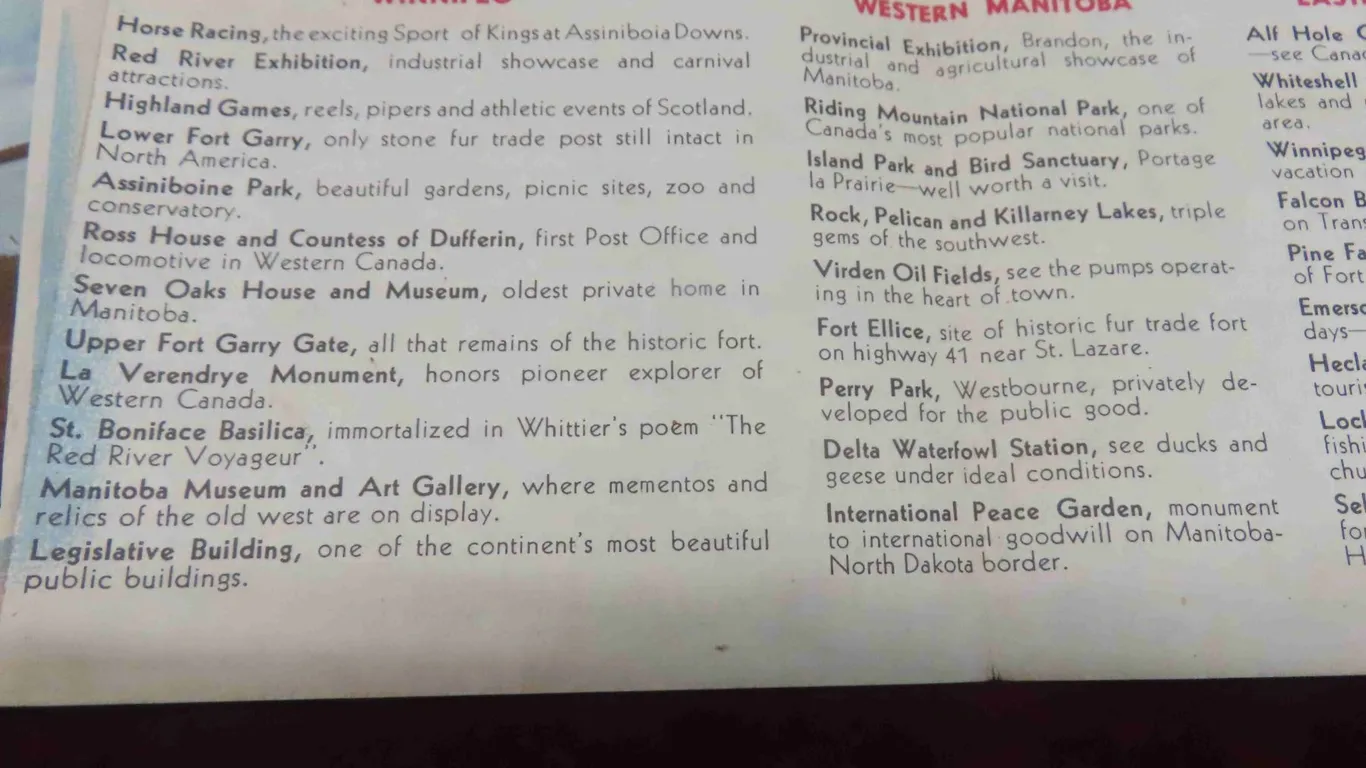 WINNIPEG
Horse Racing, the exciting Sport of Kings at Assiniboia Downs.
Red River Exhibition, industrial showcase and carnival
attractions.
Highland Games, reels, pipers and athletic events of Scotland.
Lower Fort Garry, only stone fur trade post still intact in
North America.
Assiniboine Park, beautiful gardens, picnic sites, zoo and
conservatory.
Ross House and Countess of Dufferin, first Post Office and
locomotive in Western Canada.
Seven Oaks House and Museum, oldest private home in
Manitoba.
Upper Fort Garry Gate, all that remains of the historic fort.
La Verendrye Monument, honors pioneer explorer of
Western Canada.
St. Boniface Basilica, immortalized in Whittier's poem "The
Red River Voyageur".
Manitoba Museum and Art Gallery, where mementos and
relics of the old west are on display.
Legislative Building, one of the continent's most beautiful
public buildings.
WESTERN MANITOBA
Provincial Exhibition, Brandon, the in-
dustrial and agricultural showcase of
Manitoba.
Riding Mountain National Park, one of
Canada's most popular national parks.
Island Park and Bird Sanctuary, Portage
la Prairie—well worth a visit.
Rock, Pelican and Killarney Lakes, triple
gems of the southwest.
Virden Oil Fields, see the pumps operat-
ing in the heart of town.
Fort Ellice, site of historic fur trade fort
on highway 41 near St. Lazare.
Perry Park, Westbourne, privately de-
veloped for the public good.
Delta Waterfowl Station, see ducks and
geese under ideal conditions.
International Peace Garden, monument
to international goodwill on Manitoba-
North Dakota border.
Alf Hole
—see
Whiteshell
lakes and
area.
Winnipeg
vacation
Falcon
on
Pine
of Fort
days—